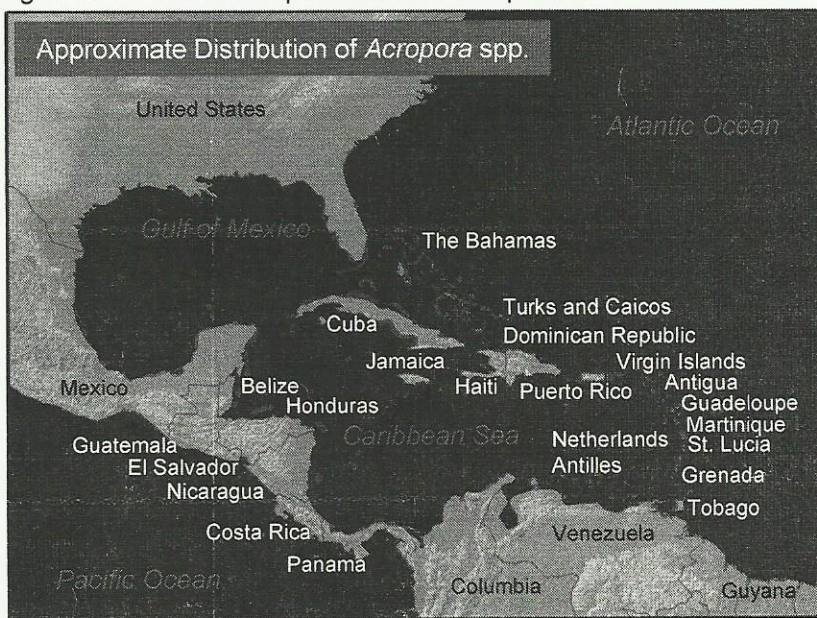 Approximate Distribution of Acropora spp.
United States
Atlantic Ocean
Gulf of Mexico
The Bahamas
Turks and Caicos
Cuba
Dominican Republic
Jamaica
Virgin Islands
Mexico
Belize
Haiti
Puerto Rico
Antigua
Honduras
Guadeloupe
Martinique
Caribbean Sea
Netherlands
Antilles
St. Lucia
Guatemala
El Salvador
Nicaragua
Grenada
Tobago
Costa Rica
Venezuela
Panama
Pacific Ocean
Columbia
Guyana